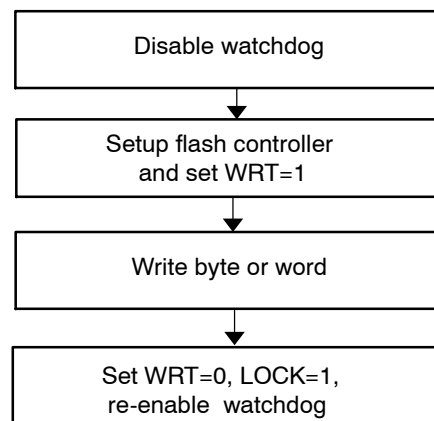 Disable watchdog
Setup flash controller
and set WRT=1
Write byte or word
Set WRT=0, LOCK=1,
re-enable watchdog